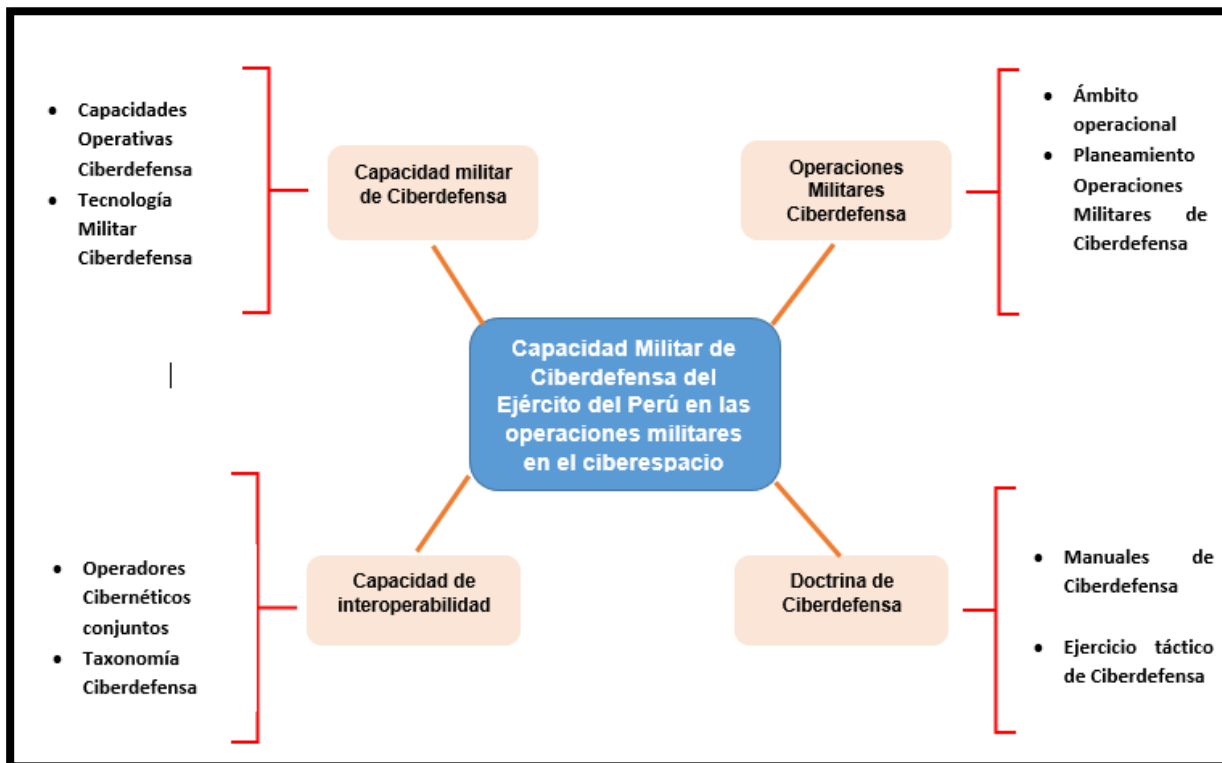 • Capacidades
Operativas
Ciberdefensa
• Tecnología
Militar
Ciberdefensa
Capacidad militar
de Ciberdefensa
Operaciones
Militares
Ciberdefensa
• Ámbito
operacional
• Planeamiento
Operaciones
Militares de
Ciberdefensa
Capacidad Militar de
Ciberdefensa del
Ejército del Perú en las
operaciones militares
en el ciberespacio
• Operadores
Cibernéticos
conjuntos
• Taxonomía
Ciberdefensa
Capacidad de
interoperabilidad
Doctrina de
Ciberdefensa
• Manuales de
Ciberdefensa
• Ejercicio táctico
de Ciberdefensa